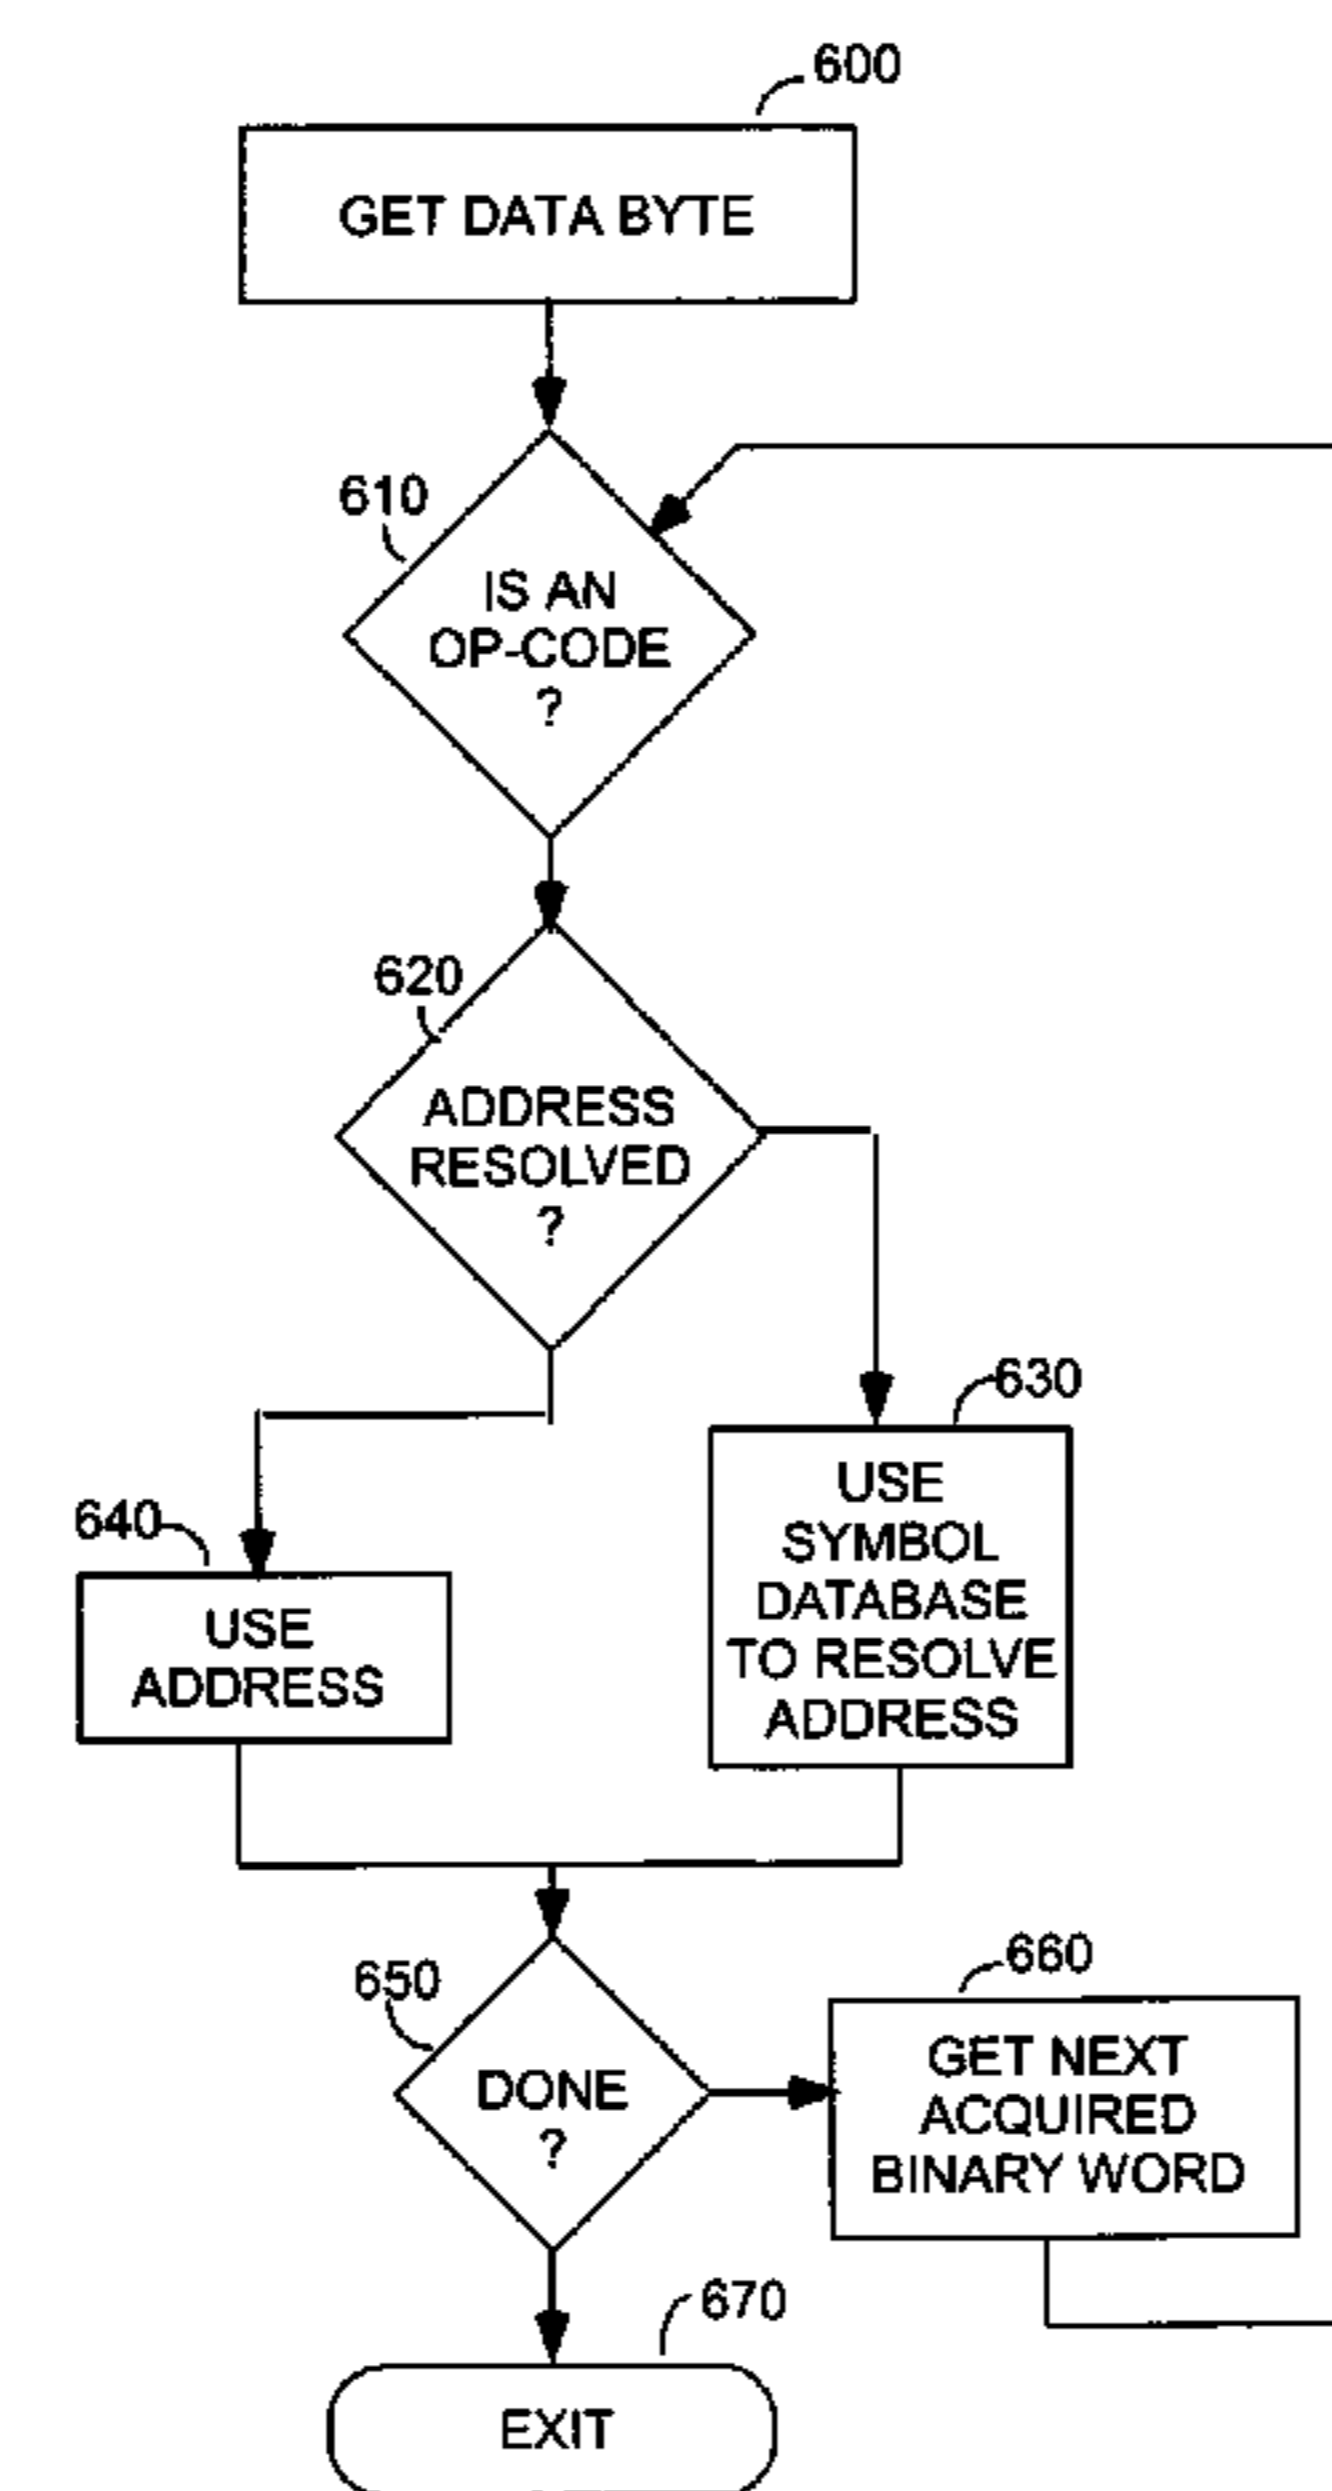 600
GET DATA BYTE
610
IS AN
OP-CODE
?
620
ADDRESS
RESOLVED
?
630
USE
SYMBOL
DATABASE
TO RESOLVE
ADDRESS
640
USE
ADDRESS
650
DONE
?
660
GET NEXT
ACQUIRED
BINARY WORD
670
EXIT